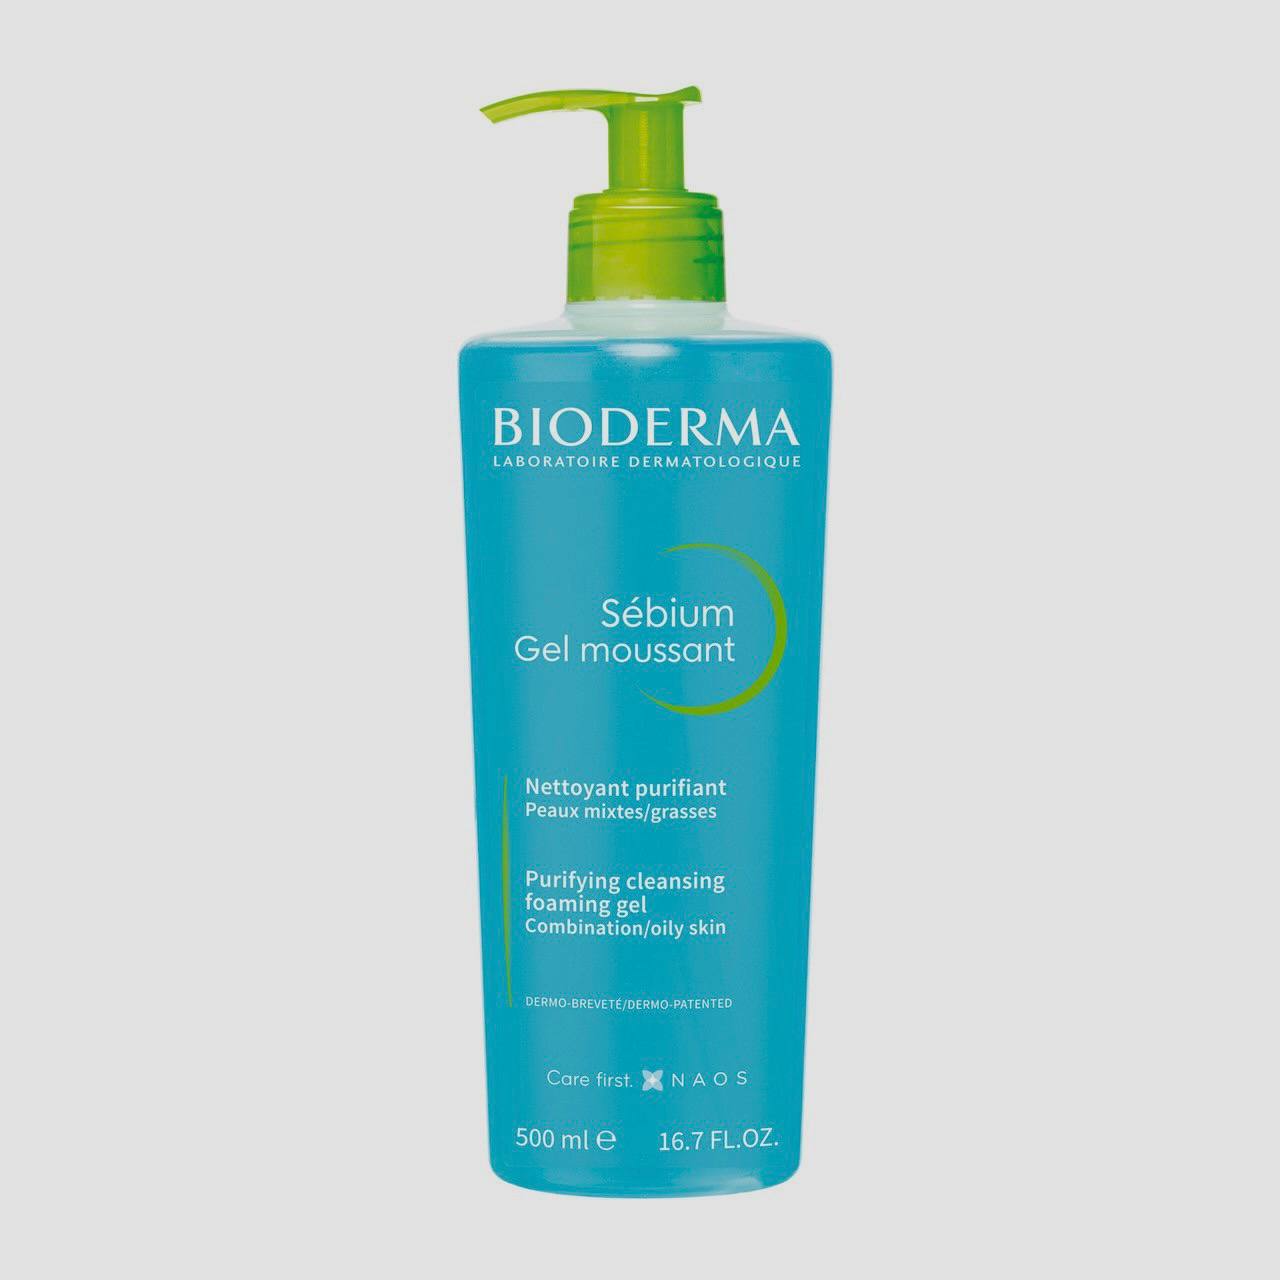 BIODERMA
LABORATOIRE DERMATOLOGIQUE
Sébium
Gel moussant
Nettoyant purifiant
Peaux mixtes/grasses
Purifying cleansing
foaming gel
Combination/oily skin
DERMO-BREVETÉ/DERMO-PATENTED
Care first. NAOS
500 ml ℮ 16.7 FL.OZ.